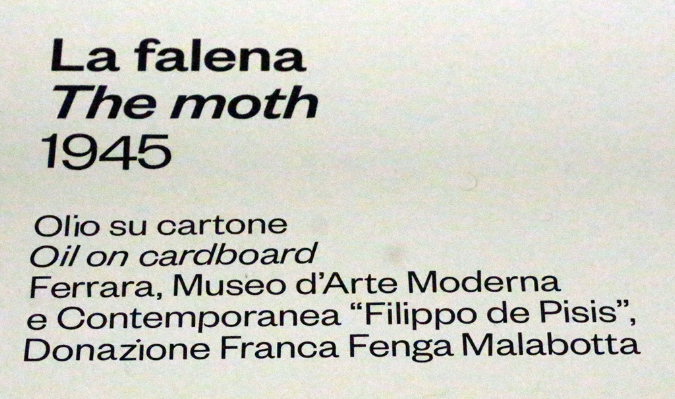 La falena
The moth
1945
Olio su cartone
Oil on cardboard
Ferrara, Museo d'Arte Moderna
e Contemporanea “Filippo de Pisis”,
Donazione Franca Fenga Malabotta